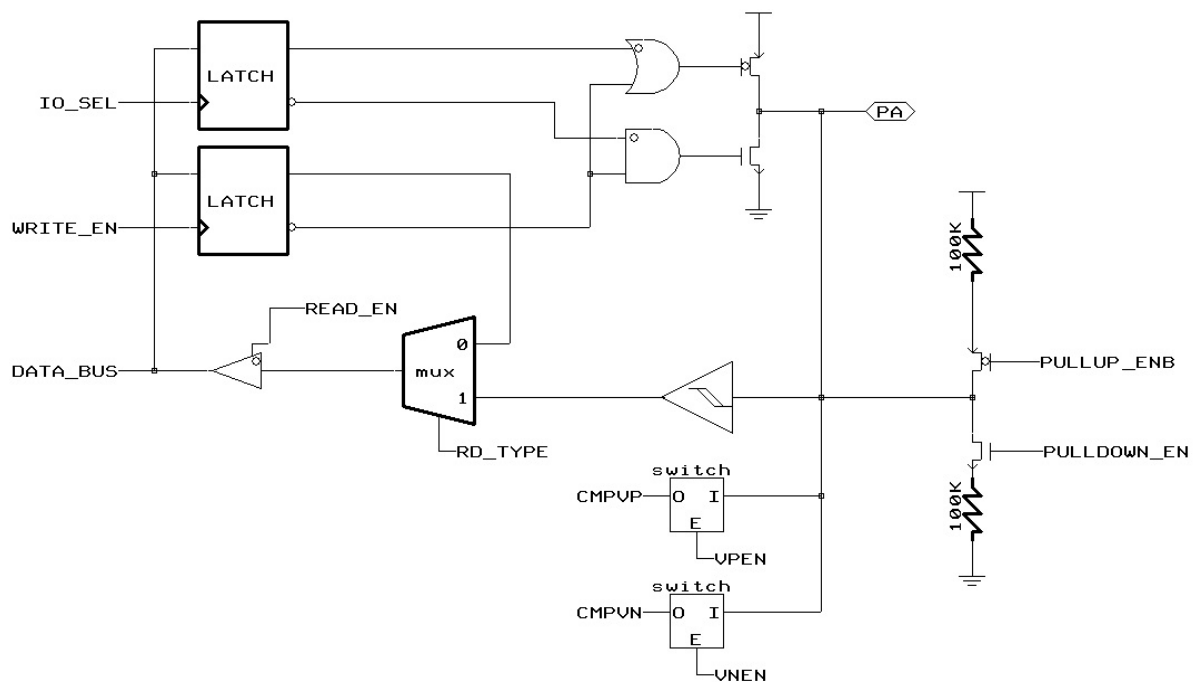 LATCH
IO_SEL
PA
LATCH
WRITE_EN
100K
READ_EN
0
DATA_BUS
mux
PULLUP_ENB
1
RD_TYPE
PULLDOWN_EN
switch
CMPVP
O I
E
100K
VPEN
switch
CMPVN
O I
E
VNEN